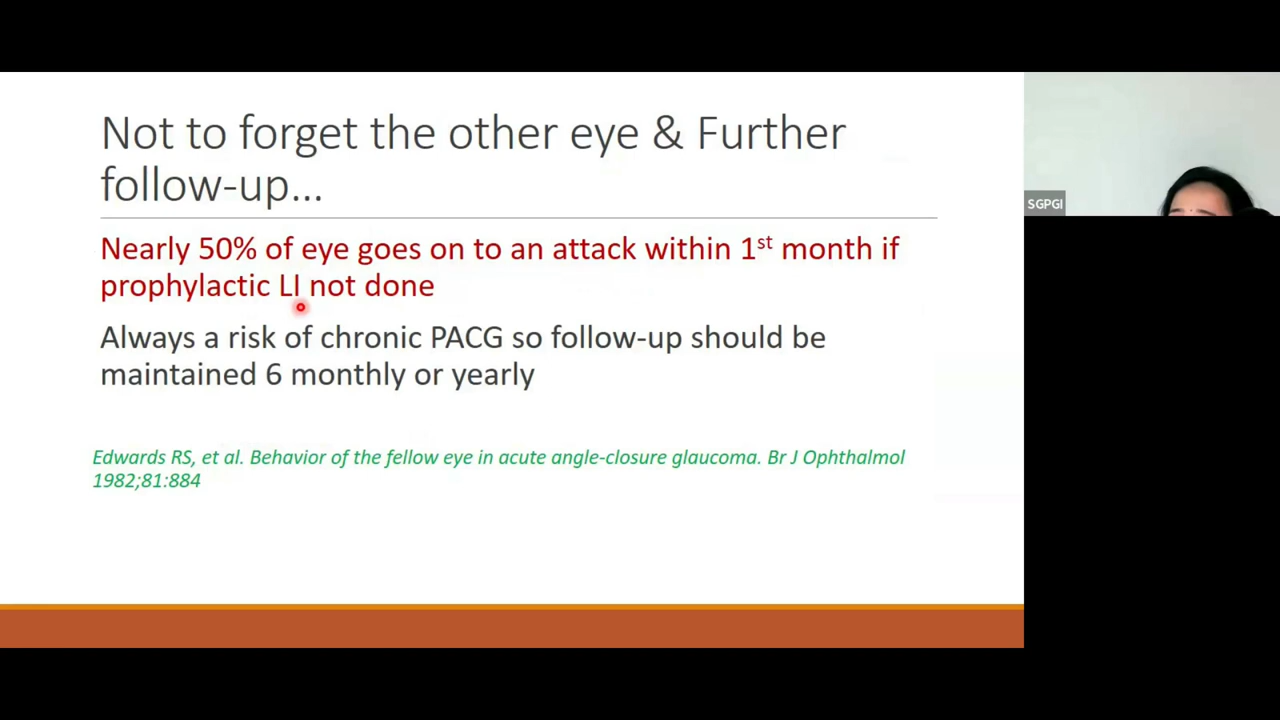 Not to forget the other eye & Further
follow-up...
SGPGI
Nearly 50% of eye goes on to an attack within 1st month if
prophylactic LI not done
Always a risk of chronic PACG so follow-up should be
maintained 6 monthly or yearly
Edwards RS, et al. Behavior of the fellow eye in acute angle-closure glaucoma. Br J Ophthalmol
1982;81:884